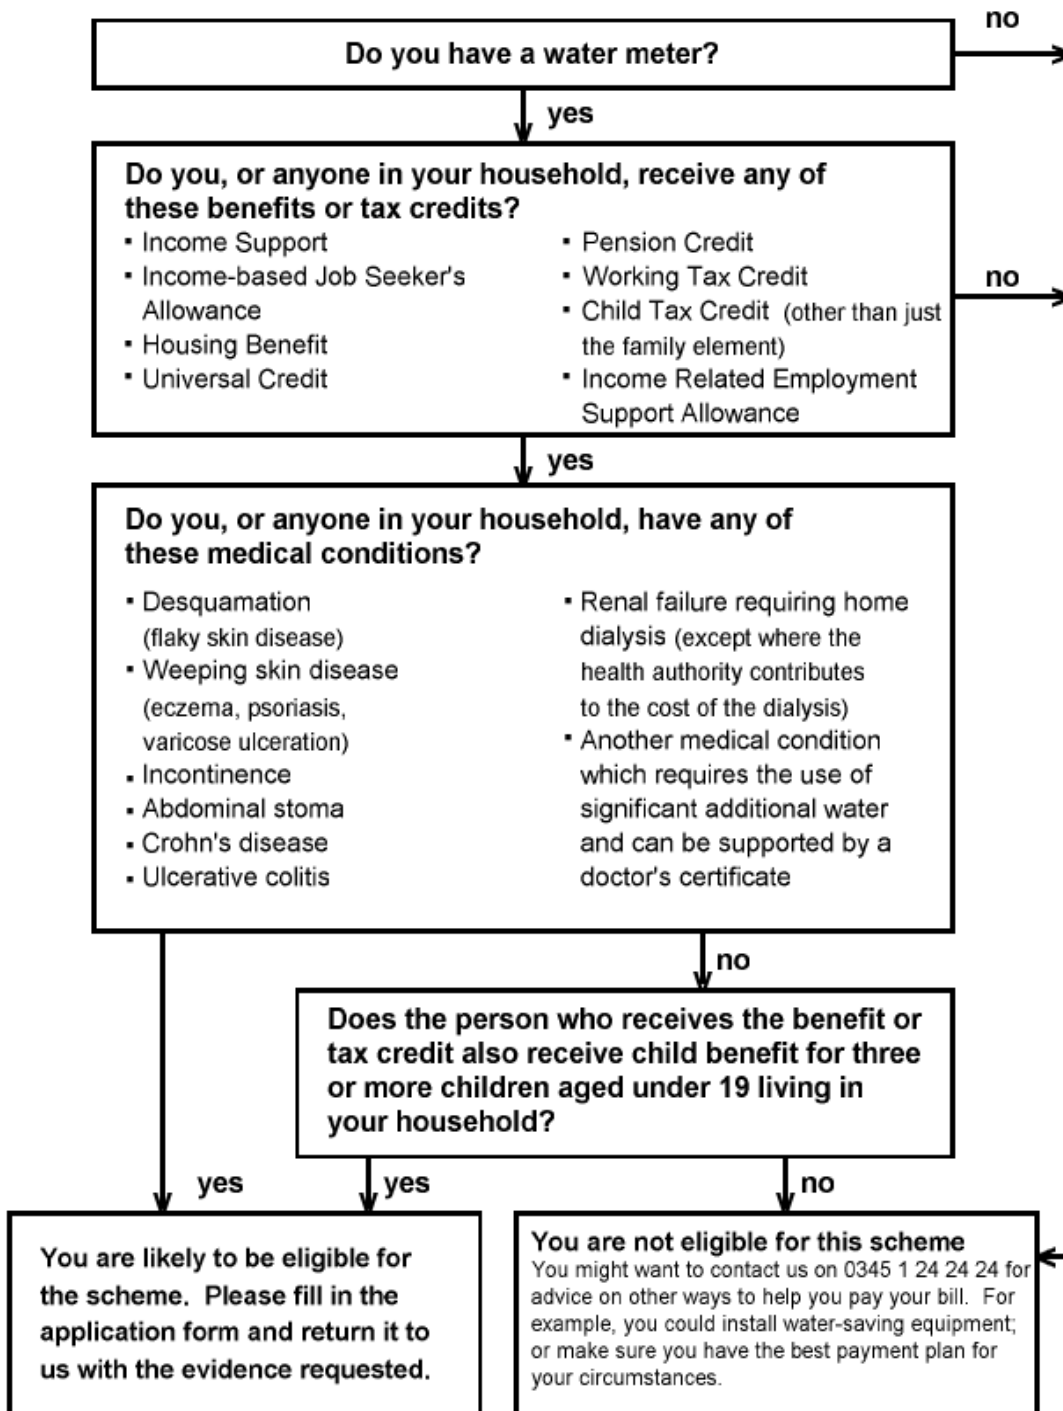 no
Do you have a water meter?
yes
Do you, or anyone in your household, receive any of
these benefits or tax credits?
▪ Income Support
▪ Income-based Job Seeker's
Allowance
▪ Housing Benefit
▪ Universal Credit
▪ Pension Credit
▪ Working Tax Credit
▪ Child Tax Credit (other than just
the family element)
▪ Income Related Employment
Support Allowance
no
yes
Do you, or anyone in your household, have any of
these medical conditions?
▪ Desquamation
(flaky skin disease)
▪ Weeping skin disease
(eczema, psoriasis,
varicose ulceration)
▪ Incontinence
▪ Abdominal stoma
▪ Crohn's disease
▪ Ulcerative colitis
▪ Renal failure requiring home
dialysis (except where the
health authority contributes
to the cost of the dialysis)
▪ Another medical condition
which requires the use of
significant additional water
and can be supported by a
doctor's certificate
no
Does the person who receives the benefit or
tax credit also receive child benefit for three
or more children aged under 19 living in
your household?
yes
yes
no
You are likely to be eligible for
the scheme. Please fill in the
application form and return it to
us with the evidence requested.
You are not eligible for this scheme
You might want to contact us on 0345 1 24 24 24 for
advice on other ways to help you pay your bill. For
example, you could install water-saving equipment;
or make sure you have the best payment plan for
your circumstances.